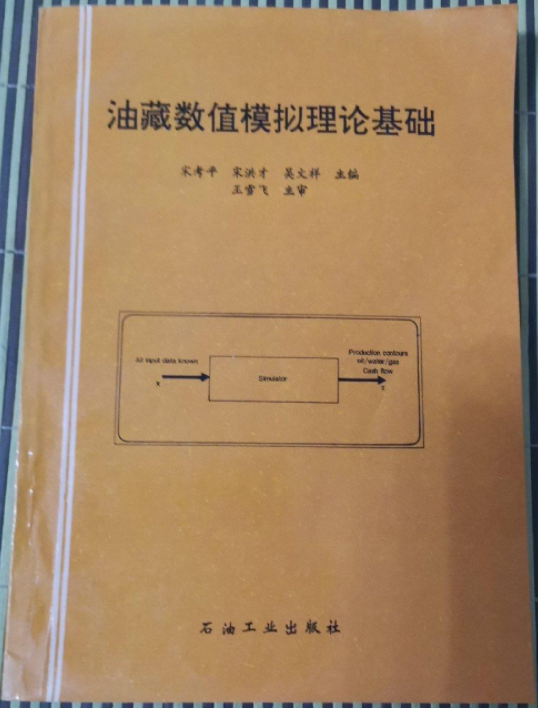 油藏数值模拟理论基础
宋考平 宋洪才 吴文祥 主编
王雪飞 主审
All input data known
x
Simulator
Production contours
oil/water/gas
Cash flow
石油工业出版社